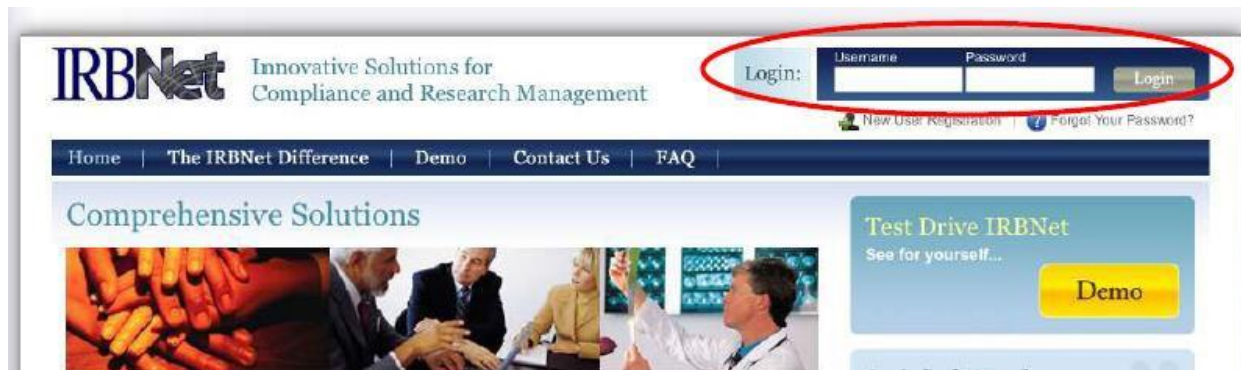 IRBNet
Innovative Solutions for
Compliance and Research Management
Login:
Username Password
Login
New User Registration | Forgot Your Password?
Home | The IRBNet Difference | Demo | Contact Us | FAQ |
Comprehensive Solutions
Test Drive IRBNet
See for yourself...
Demo